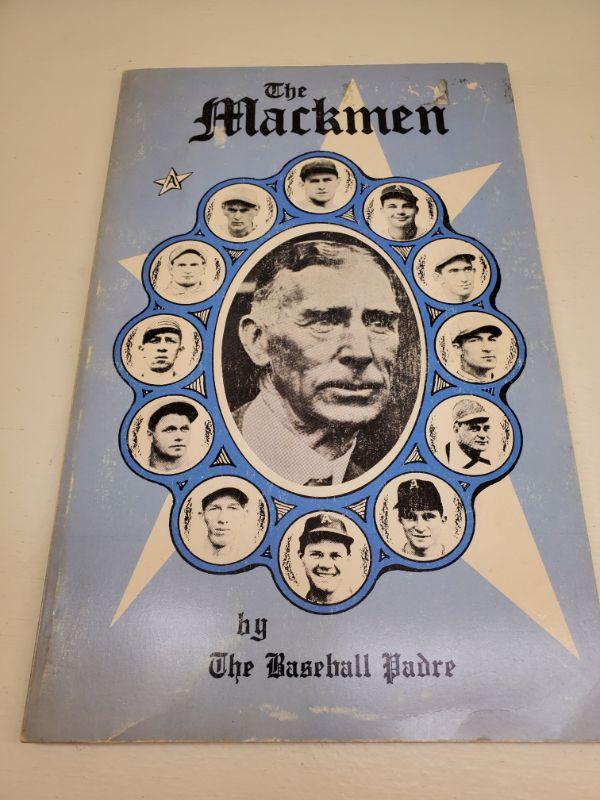 The
Mackmen
A
by
The Baseball Padre